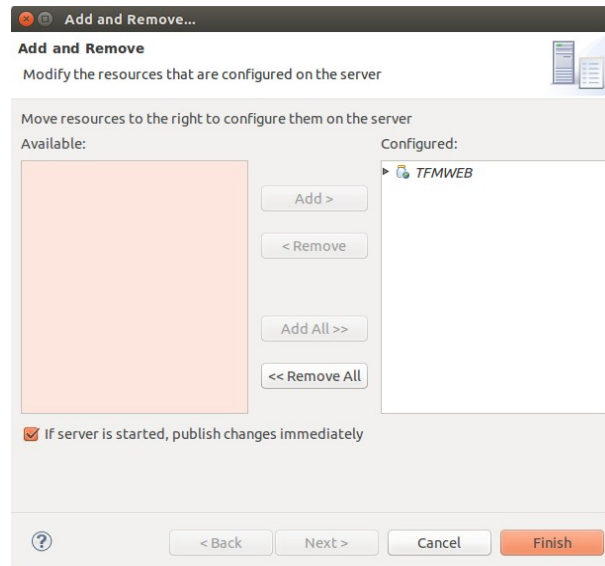 Add and Remove...
Add and Remove
Modify the resources that are configured on the server
Move resources to the right to configure them on the server
Available:
Configured:
TFMWEB
Add >
< Remove
Add All >>
<< Remove All
If server is started, publish changes immediately
?
< Back
Next >
Cancel
Finish